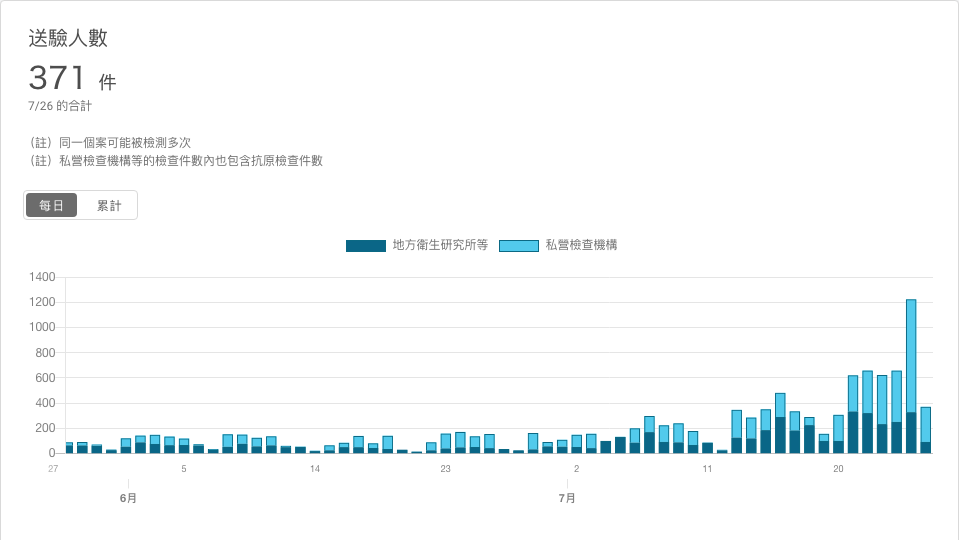 送驗人數
371 件
7/26 的合計
（註）同一個案可能被檢測多次
（註）私營檢查機構等的檢查件數內也包含抗原檢查件數
每日 累計
地方衛生研究所等 私營檢查機構
1400
1200
1000
800
600
400
200
0
27 5 14 23 2 11 20
6月 7月